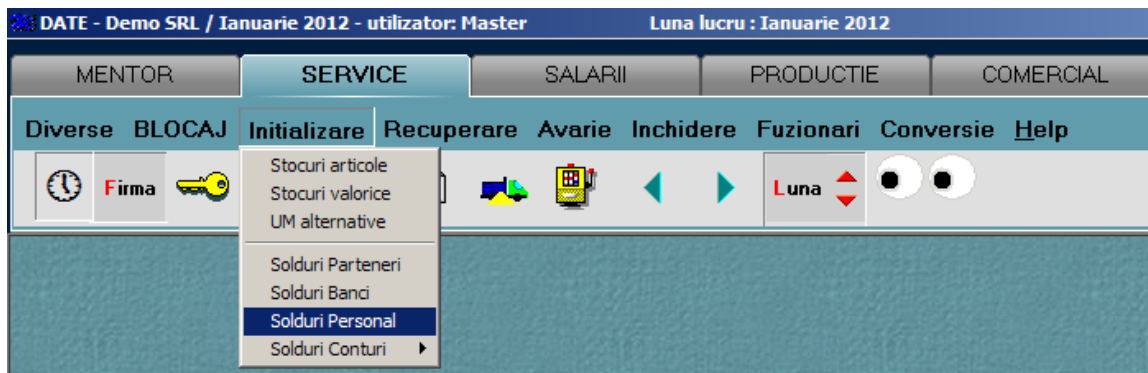 DATE - Demo SRL / Ianuarie 2012 - utilizator: Master Luna lucru : Ianuarie 2012
MENTOR SERVICE SALARII PRODUCTIE COMERCIAL
Diverse BLOCAJ Initializare Recuperare Avarie Inchidere Fuzionari Conversie Help
Firma Luna
Stocuri articole
Stocuri valorice
UM alternative
Solduri Parteneri
Solduri Banci
Solduri Personal
Solduri Conturi